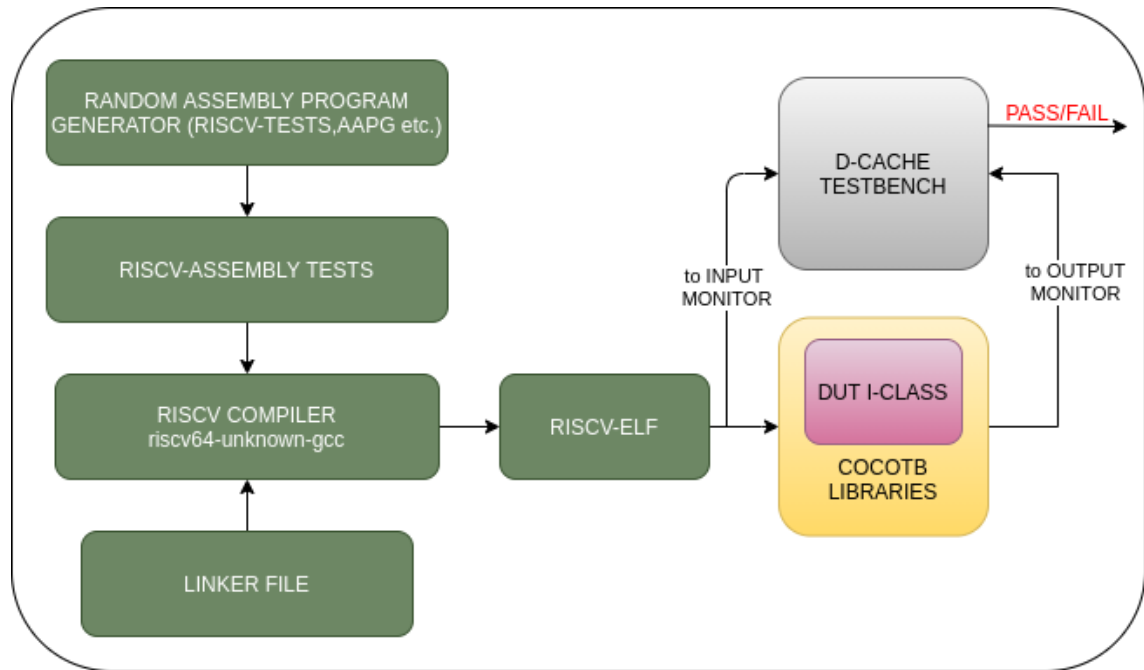 RANDOM ASSEMBLY PROGRAM
GENERATOR (RISCV-TESTS,AAPG etc.)
RISCV-ASSEMBLY TESTS
RISCV COMPILER
riscv64-unknown-gcc
LINKER FILE
RISCV-ELF
to INPUT
MONITOR
D-CACHE
TESTBENCH
PASS/FAIL
to OUTPUT
MONITOR
DUT I-CLASS
COCOTB
LIBRARIES